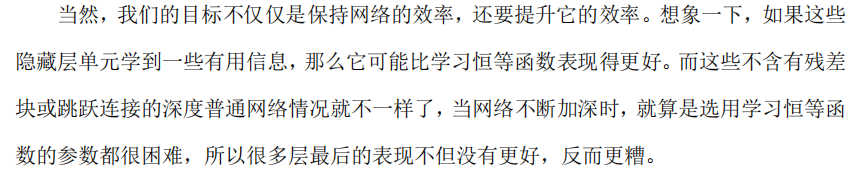 当然，我们的目标不仅仅是保持网络的效率，还要提升它的效率。想象一下，如果这些
隐藏层单元学到一些有用信息，那么它可能比学习恒等函数表现得更好。而这些不含有残差
块或跳跃连接的深度普通网络情况就不一样了，当网络不断加深时，就算是选用学习恒等函
数的参数都很困难，所以很多层最后的表现不但没有更好，反而更糟。